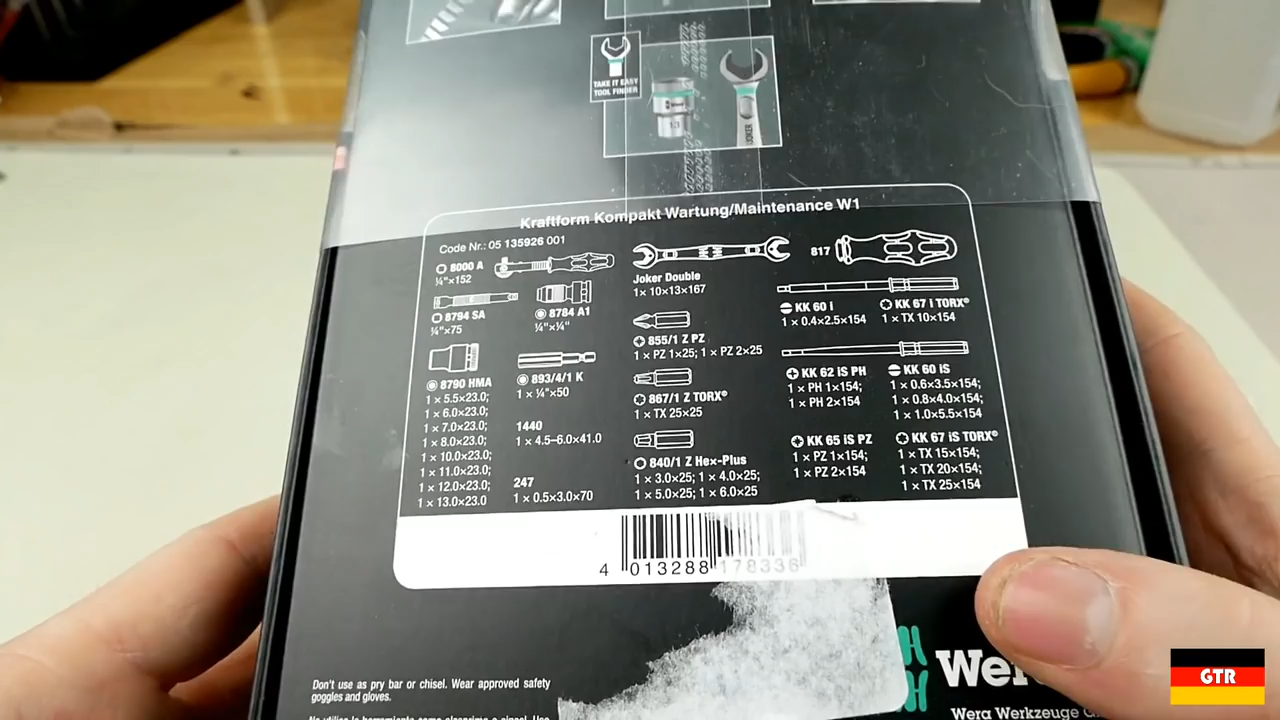 TAKE IT EASY
TOOL FINDER
Wera
13
JOKER
Kraftform Kompakt Wartung/Maintenance W1
Code Nr.: 05 135926 001
8000 A
¼"×152
8794 SA
¼"×75
8784 A1
¼"×¼"
8790 HMA
1 × 5.5×23.0;
1 × 6.0×23.0;
1 × 7.0×23.0;
1 × 8.0×23.0;
1 × 10.0×23.0;
1 × 11.0×23.0;
1 × 12.0×23.0;
1 × 13.0×23.0
893/4/1 K
1 × ¼"×50
1440
1 × 4.5–6.0×41.0
247
1 × 0.5×3.0×70
Joker Double
1× 10×13×167
855/1 Z PZ
1 × PZ 1×25; 1 × PZ 2×25
867/1 Z TORX®
1 × TX 25×25
840/1 Z Hex-Plus
1 × 3.0×25; 1 × 4.0×25;
1 × 5.0×25; 1 × 6.0×25
817
KK 60 i
1 × 0.4×2.5×154
KK 67 i TORX®
1 × TX 10×154
KK 62 iS PH
1 × PH 1×154;
1 × PH 2×154
KK 60 iS
1 × 0.6×3.5×154;
1 × 0.8×4.0×154;
1 × 1.0×5.5×154
KK 65 iS PZ
1 × PZ 1×154;
1 × PZ 2×154
KK 67 iS TORX®
1 × TX 15×154;
1 × TX 20×154;
1 × TX 25×154
4 013288 178336
Don't use as pry bar or chisel. Wear approved safety
goggles and gloves.
Wera Werkzeuge
GTR